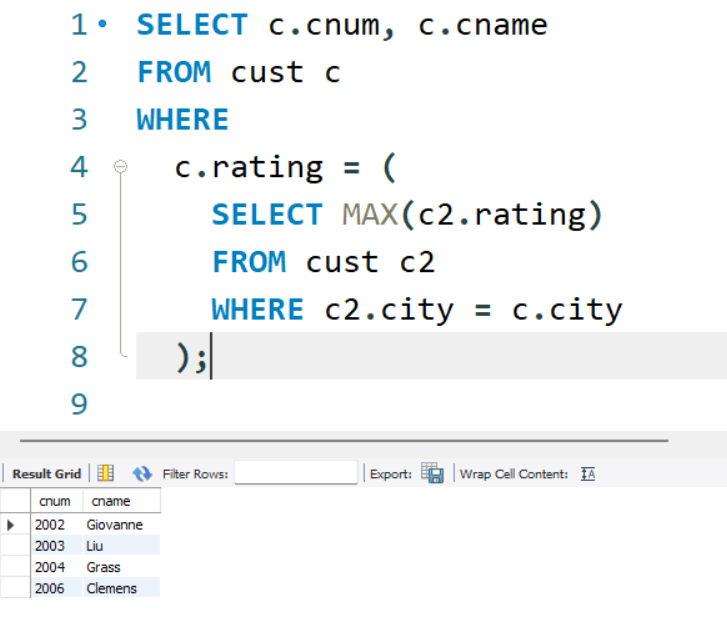 1 SELECT c.cnum, c.cname
2 FROM cust c
3 WHERE
4 c.rating = (
5 SELECT MAX(c2.rating)
6 FROM cust c2
7 WHERE c2.city = c.city
8 );
9
Result Grid Filter Rows: Export: Wrap Cell Content: IA
cnum cname
2002 Giovanne
2003 Liu
2004 Grass
2006 Clemens